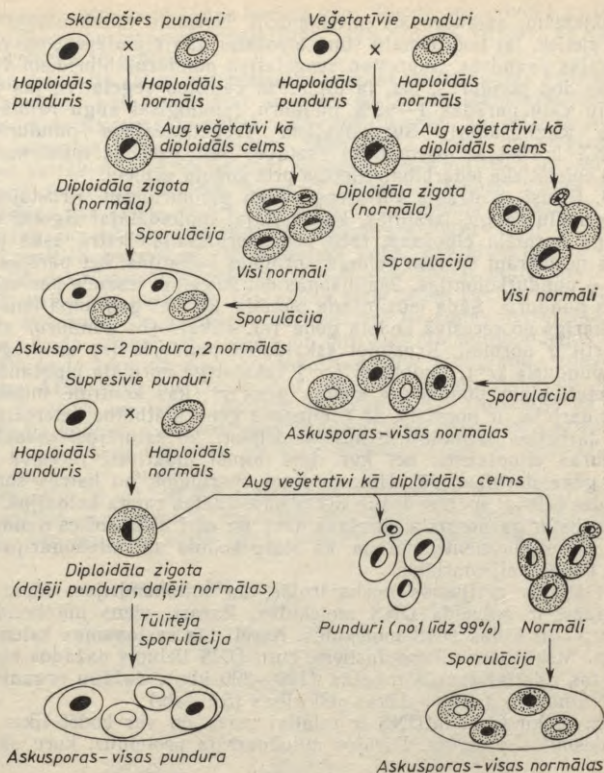 Skaldošies punduri
×
Haploidāls
punduris
Haploidāls
normāls
Aug veģetatīvi kā
diploidāls celms
Diploidāla zigota
(normāla)
Sporulācija
Visi normāli
Sporulācija
Askusporas – 2 pundura, 2 normālas
Veģetatīvie punduri
×
Haploidāls
punduris
Haploidāls
normāls
Aug veģetatīvi kā
diploidāls celms
Diploidāla zigota
(normāla)
Sporulācija
Visi normāli
Sporulācija
Askusporas–visas normālas
Supresīvie punduri
×
Haploidāls
punduris
Haploidāls
normāls
Aug veģetatīvi kā diploidāls celms
Diploidāla zigota
(daļēji pundura, daļēji normālas)
Tūlītēja
sporulācija
Askusporas–visas pundura
Punduri (no 1 līdz 99%)
Normāli
Sporulācija
Askusporas–visas normālas